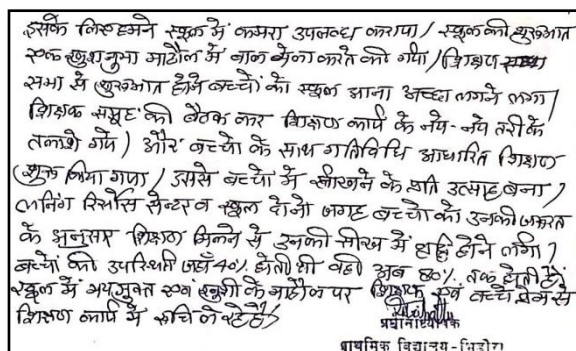 इसके लिए हमने स्कूल में कमरा उपलब्ध कराया। स्कूल की शुरुआत
एक खुशनुमा माहौल में बाल मेला करते की गयी। शिक्षण
सभा से शुरुआत होने बच्चों को स्कूल आना अच्छा लगने लगा।
शिक्षक समूह की बैठक कर शिक्षण कार्य के नये-नये तरीके
तलाशे गये। और बच्चों के साथ गतिविधि आधारित शिक्षण
शुरू किया गया। इससे बच्चों में सीखने के प्रति उत्साह बना।
लर्निंग रिसोर्स सेन्टर व स्कूल दोनो जगह बच्चों को उनकी जरूरत
के अनुसार शिक्षण मिलने से उनकी सीख में वृद्धि होने लगी।
बच्चों की उपस्थिति जहाँ 40% होती थी वही अब 80% तक होती है।
स्कूल में भयमुक्त एवं खुशी के माहौल पर शिक्षक एवं बच्चे प्रेम से
शिक्षण कार्य में रूचि ले रहे है।
प्रधानाध्यापक
प्राथमिक विद्यालय-